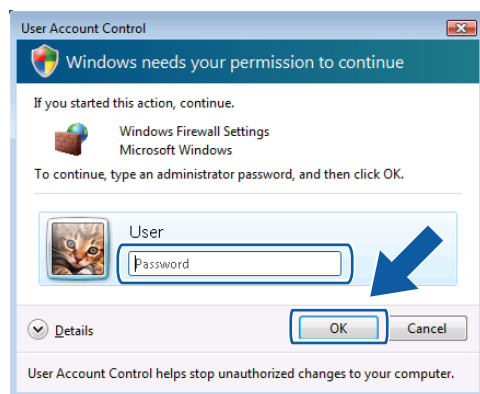 User Account Control
Windows needs your permission to continue
If you started this action, continue.
Windows Firewall Settings
Microsoft Windows
To continue, type an administrator password, and then click OK.
User
Password
Details
OK
Cancel
User Account Control helps stop unauthorized changes to your computer.